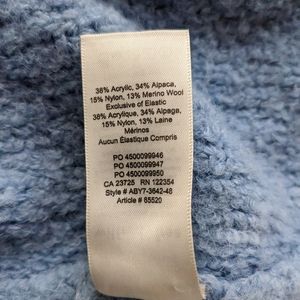 38% Acrylic, 34% Alpaca,
15% Nylon, 13% Merino Wool
Exclusive of Elastic
38% Acrylique, 34% Alpaga,
15% Nylon, 13% Laine
Mérinos
Aucun Élastique Compris
PO 4500099946
PO 4500099947
PO 4500099950
CA 23725 RN 122354
Style # ABY7-3642-48
Article # 65520